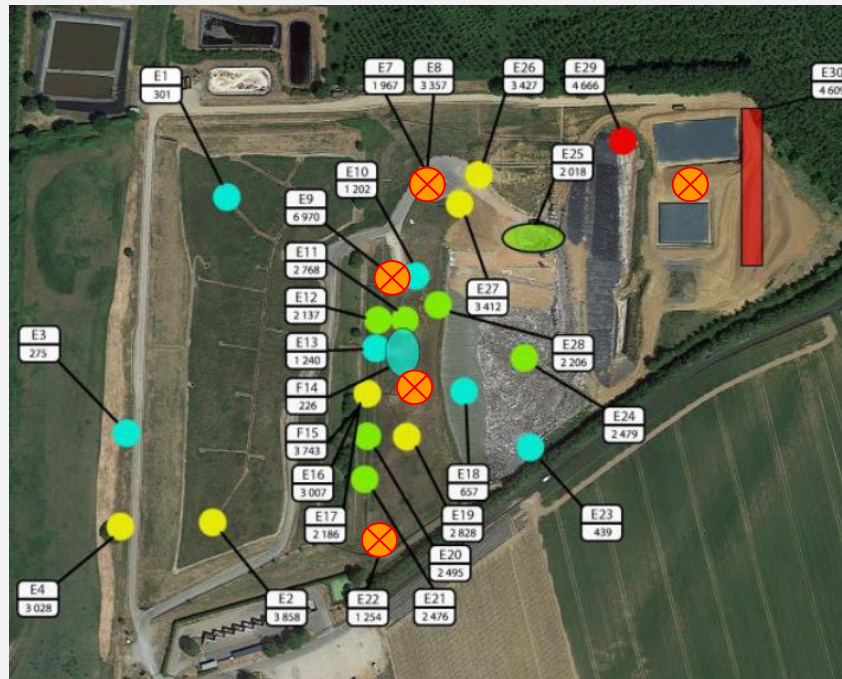 E7
1 967
E8
3 357
E26
3 427
E29
4 666
E30
4 609
E1
301
E25
2 018
E10
1 202
E9
6 970
E11
2 768
E12
2 137
E27
3 412
E3
275
E13
1 240
E28
2 206
F14
226
E24
2 479
F15
3 743
E16
3 007
E18
657
E17
2 186
E19
2 828
E23
439
E20
2 495
E4
3 028
E2
3 858
E22
1 254
E21
2 476